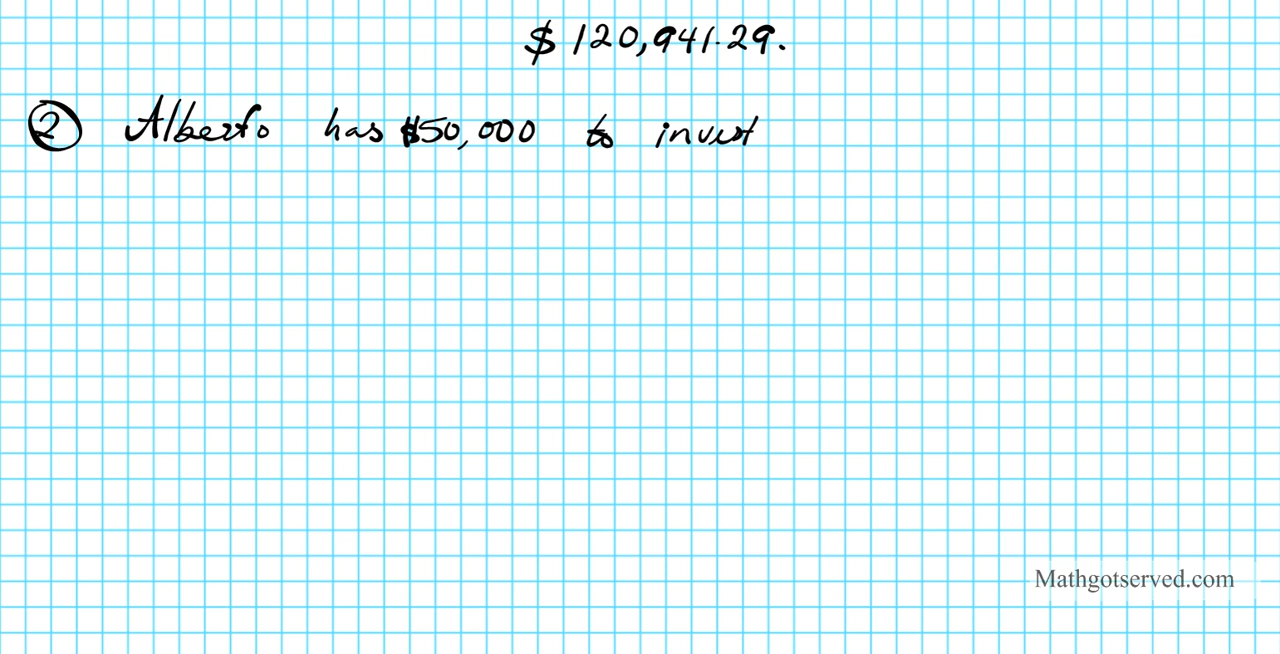 $120,941.29.
② Alberto has $50,000 to invest
Mathgotserved.com